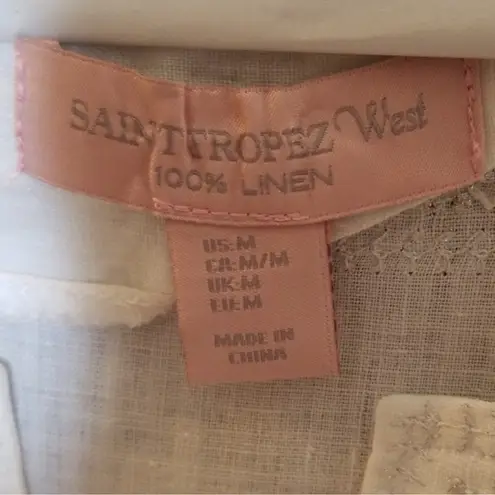 SAINT TROPEZ West
100% LINEN
US:M
CA:M/M
UK:M
EU:M
MADE IN
CHINA